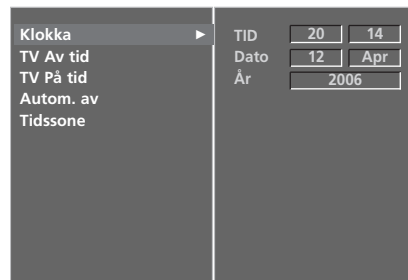 Klokka ►
TV Av tid
TV På tid
Autom. av
Tidssone
TID 20 14
Dato 12 Apr
År 2006